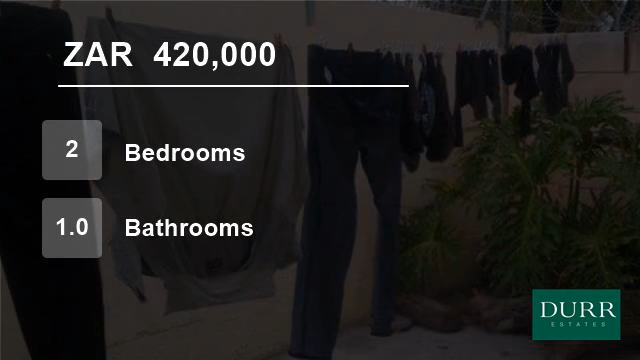 ZAR 420,000
2
Bedrooms
1.0
Bathrooms
DURR
ESTATES